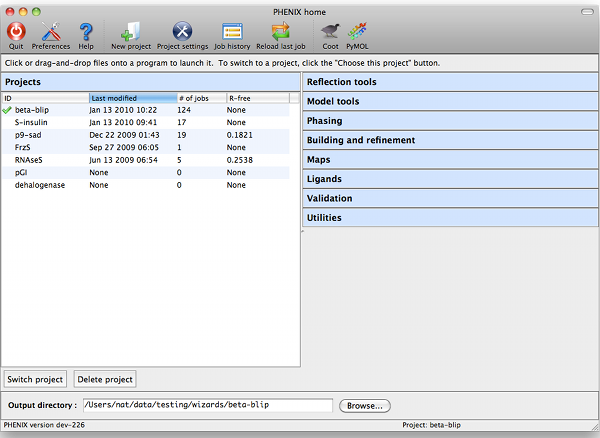 PHENIX home
Quit Preferences Help New project Project settings Job history Reload last job Coot PyMOL
Click or drag-and-drop files onto a program to launch it. To switch to a project, click the "Choose this project" button.
Projects
ID Last modified # of jobs R-free
beta-blip Jan 13 2010 10:22 124 None
S-insulin Jan 13 2010 09:41 17 None
p9-sad Dec 22 2009 01:43 19 0.1821
FrzS Sep 27 2009 06:05 1 None
RNAseS Jun 13 2009 06:54 5 0.2538
pGI None 0 None
dehalogenase None 0 None
Reflection tools
Model tools
Phasing
Building and refinement
Maps
Ligands
Validation
Utilities
Switch project Delete project
Output directory : /Users/nat/data/testing/wizards/beta-blip Browse...
PHENIX version dev-226 Project: beta-blip